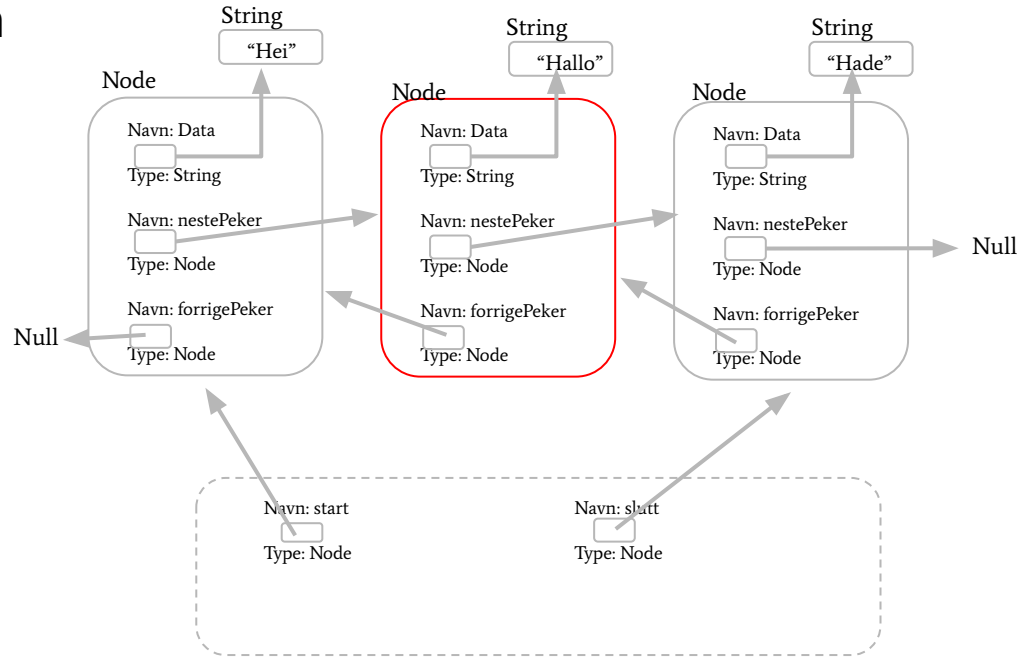 String
"Hei"
Node
Navn: Data
Type: String
Navn: nestePeker
Type: Node
Navn: forrigePeker
Type: Node
Null
String
"Hallo"
Node
Navn: Data
Type: String
Navn: nestePeker
Type: Node
Navn: forrigePeker
Type: Node
String
"Hade"
Node
Navn: Data
Type: String
Navn: nestePeker
Type: Node
Navn: forrigePeker
Type: Node
Null
Navn: start
Type: Node
Navn: slutt
Type: Node